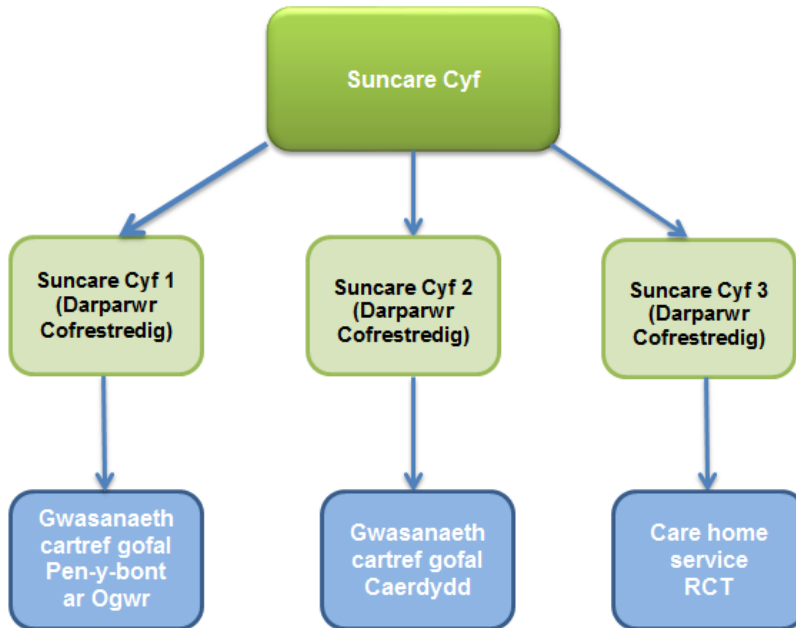 Suncare Cyf
Suncare Cyf 1
(Darparwr
Cofrestredig)
Suncare Cyf 2
(Darparwr
Cofrestredig)
Suncare Cyf 3
(Darparwr
Cofrestredig)
Gwasanaeth
cartref gofal
Pen-y-bont
ar Ogwr
Gwasanaeth
cartref gofal
Caerdydd
Care home
service
RCT